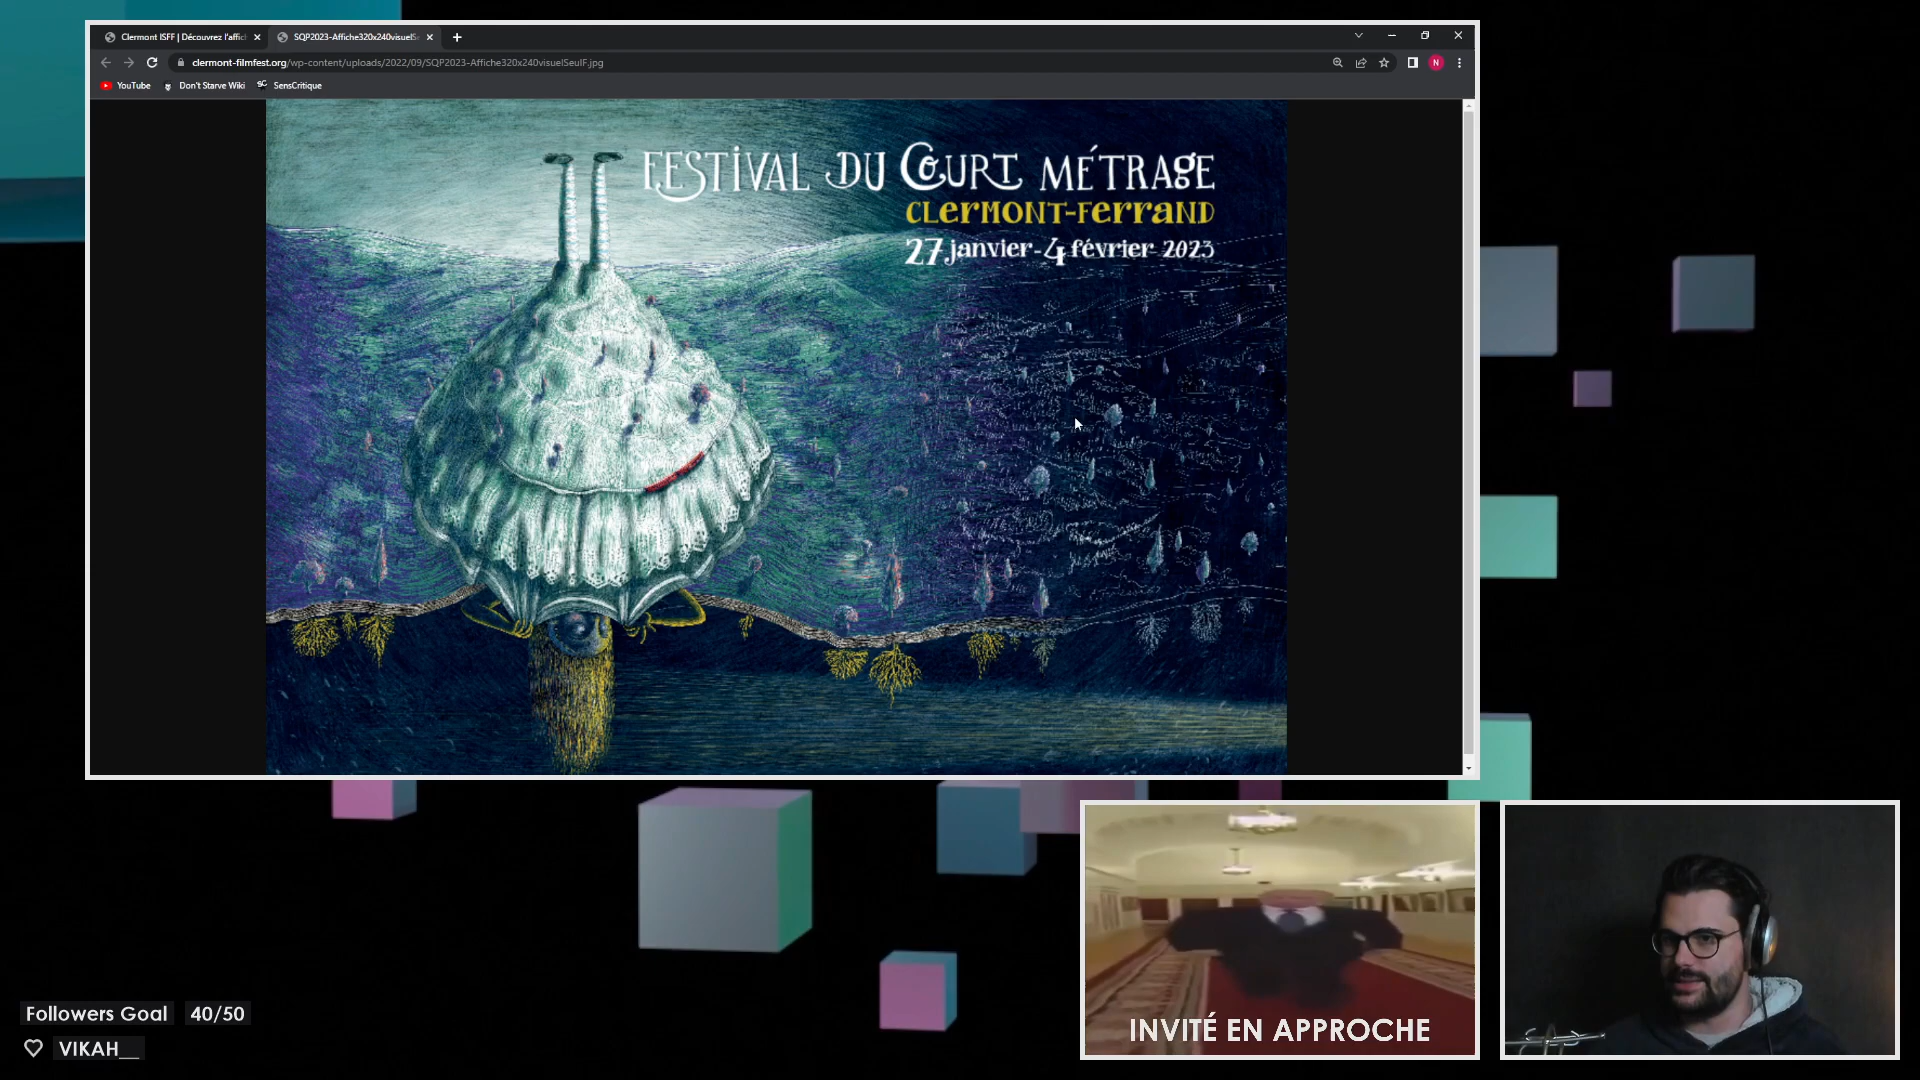 Clermont ISFF | Découvrez l'affic
SQP2023-Affiche320x240visuelS
clermont-filmfest.org/wp-content/uploads/2022/09/SQP2023-Affiche320x240visuelSeulF.jpg
N
YouTube
Don't Starve Wiki
SC
SensCritique
FESTIVAL DU COURT MÉTRAGE
CLERMONT-FERRAND
27 janvier - 4 février 2023
INVITÉ EN APPROCHE
Followers Goal 40/50
VIKAH__